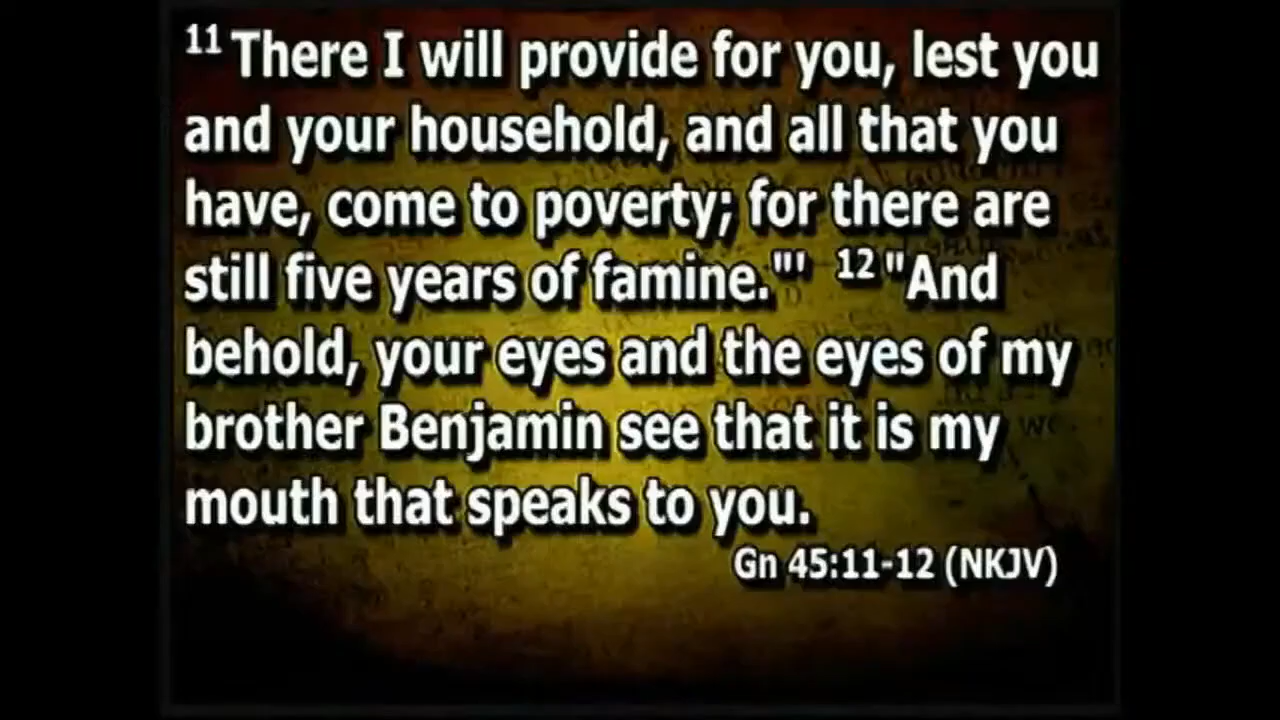 11 There I will provide for you, lest you
and your household, and all that you
have, come to poverty; for there are
still five years of famine."'  12 "And
behold, your eyes and the eyes of my
brother Benjamin see that it is my
mouth that speaks to you.
Gn 45:11-12 (NKJV)